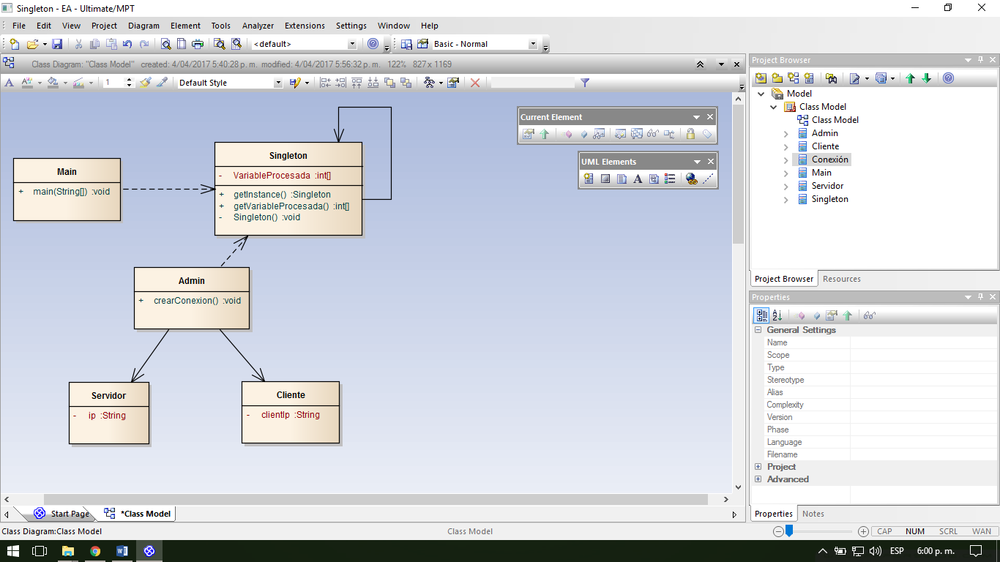 Singleton - EA - Ultimate/MPT
File Edit View Project Diagram Element Tools Analyzer Extensions Settings Window Help
<default> Basic - Normal
Class Diagram: "Class Model" created: 4/04/2017 5:40:28 p. m. modified: 4/04/2017 5:56:32 p. m. 122% 827 x 1169
1 Default Style
Main
+ main(String[]) :void
Singleton
- VariableProcesada :int[]
+ getInstance() :Singleton
+ getVariableProcesada() :int[]
- Singleton() :void
Admin
+ crearConexion() :void
Servidor
- ip :String
Cliente
- clientIp :String
Current Element
UML Elements
Start Page *Class Model
Project Browser
Model
Class Model
Class Model
Admin
Cliente
Conexión
Main
Servidor
Singleton
Project Browser Resources
Properties
General Settings
Name
Scope
Type
Stereotype
Alias
Complexity
Version
Phase
Language
Filename
Project
Advanced
Properties Notes
Class Diagram:Class Model Class Model CAP NUM SCRL WAN
ESP 6:00 p. m.